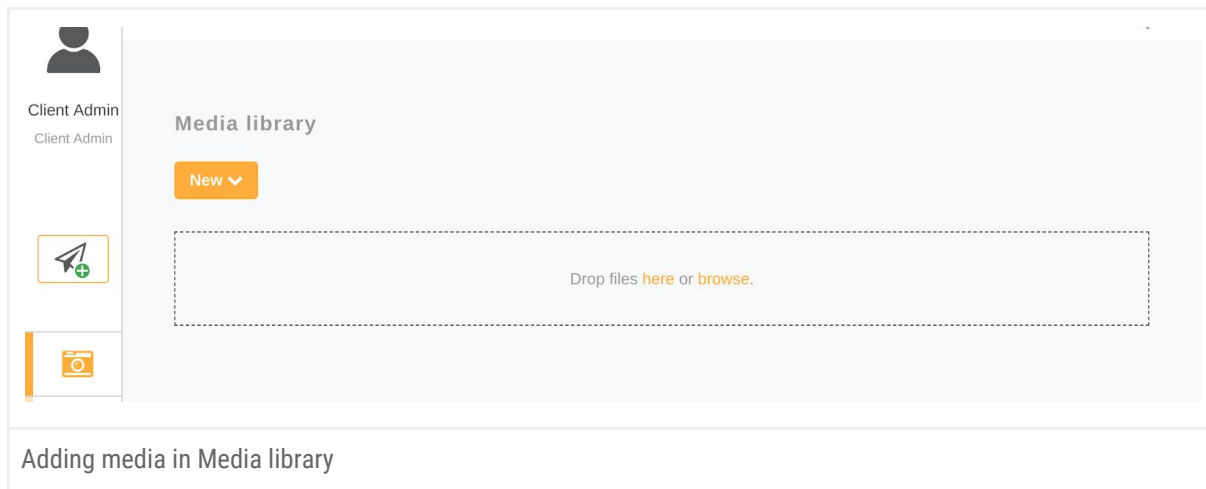 Client Admin
Client Admin
Media library
New
Drop files here or browse.
Adding media in Media library